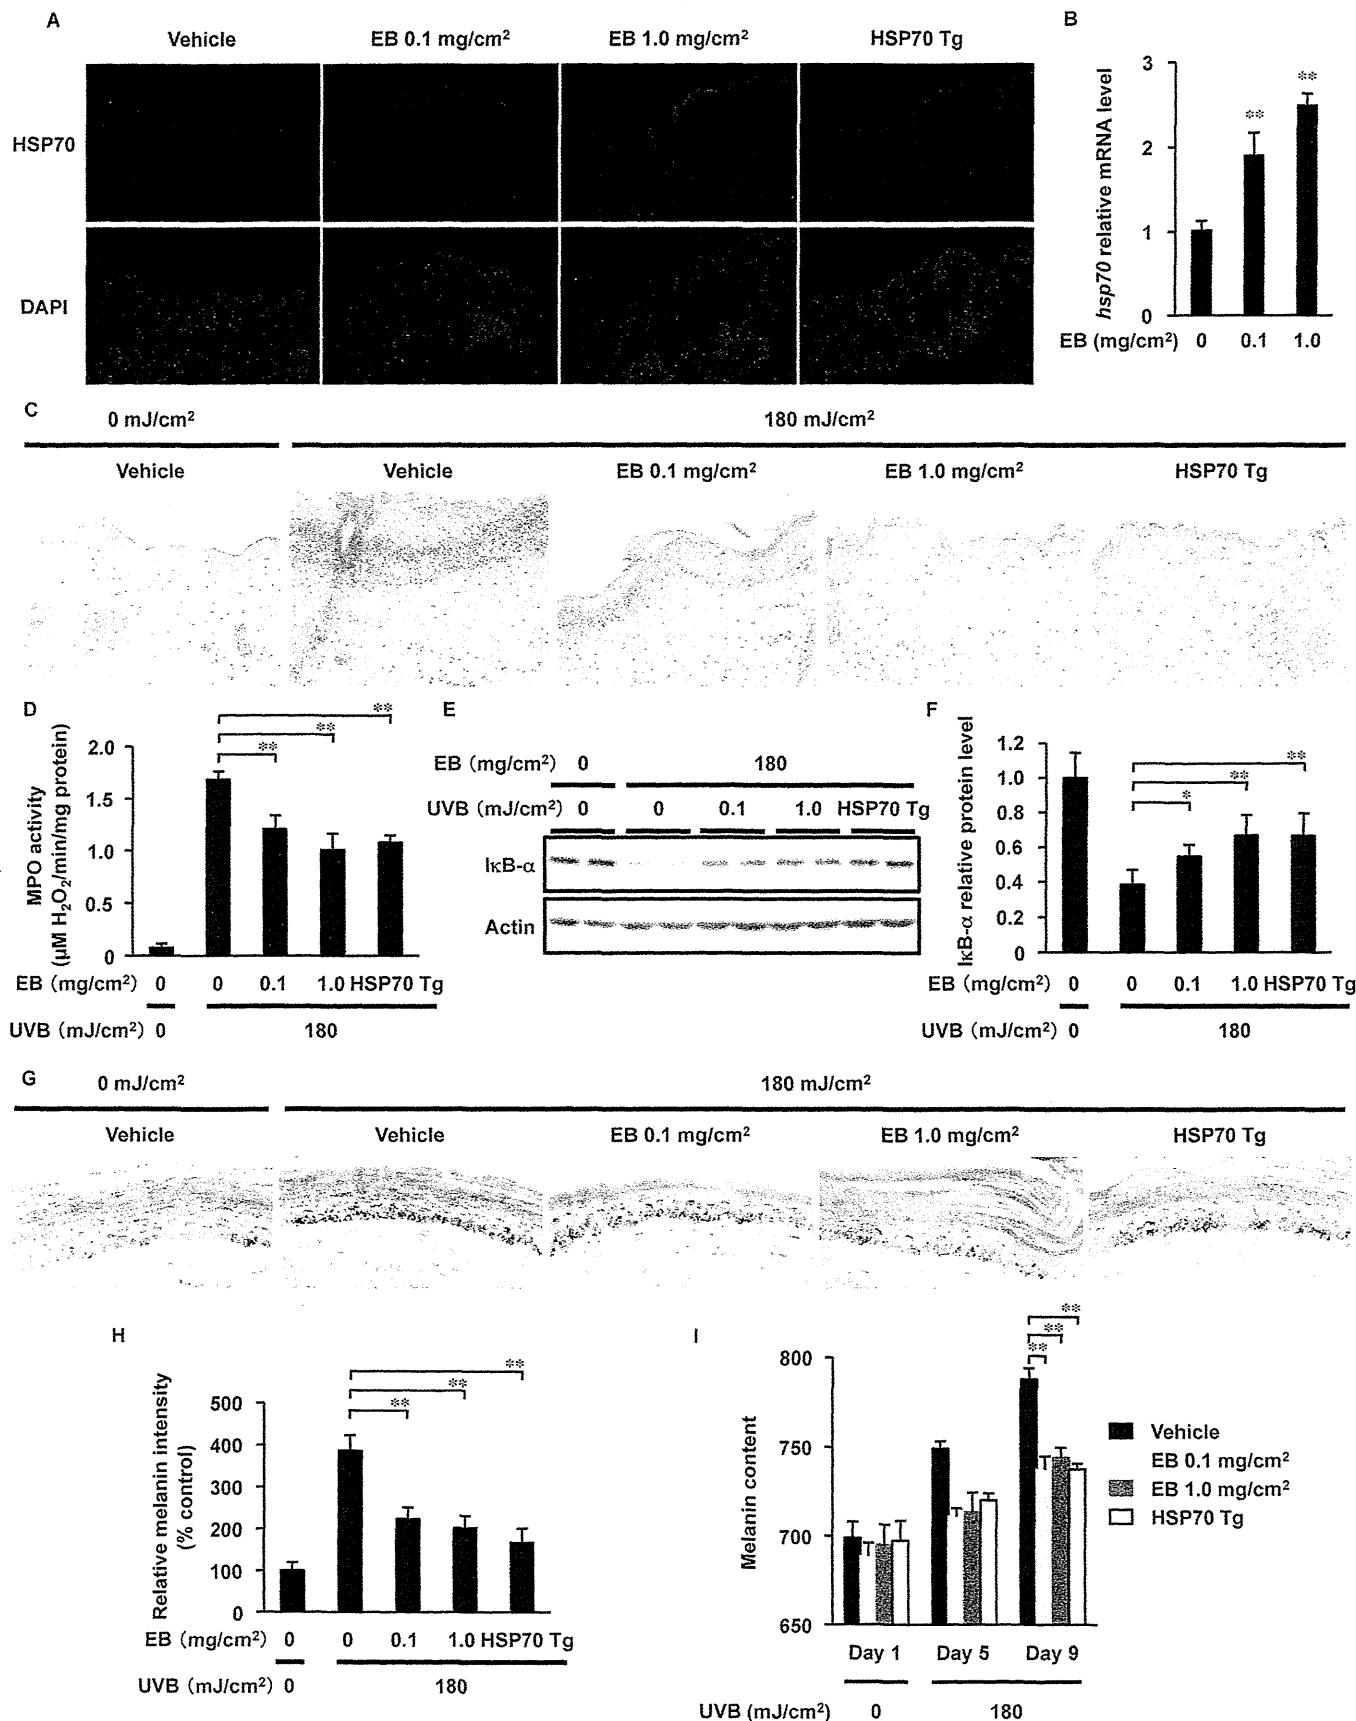 A
Vehicle EB 0.1 mg/cm² EB 1.0 mg/cm² HSP70 Tg
HSP70
DAPI
B
hsp70 relative mRNA level
3
2
1
0
** **
EB (mg/cm²) 0 0.1 1.0
C
0 mJ/cm² 180 mJ/cm²
Vehicle Vehicle EB 0.1 mg/cm² EB 1.0 mg/cm² HSP70 Tg
D
MPO activity
(μM H₂O₂/min/mg protein)
2.0
1.5
1.0
0.5
0
**
**
**
EB (mg/cm²) 0 0 0.1 1.0 HSP70 Tg
UVB (mJ/cm²) 0 180
E
EB (mg/cm²) 0 180
UVB (mJ/cm²) 0 0 0.1 1.0 HSP70 Tg
IκB-α
Actin
F
IκB-α relative protein level
1.2
1.0
0.8
0.6
0.4
0.2
0
**
**
*
EB (mg/cm²) 0 0 0.1 1.0 HSP70 Tg
UVB (mJ/cm²) 0 180
G
0 mJ/cm² 180 mJ/cm²
Vehicle Vehicle EB 0.1 mg/cm² EB 1.0 mg/cm² HSP70 Tg
H
Relative melanin intensity
(% control)
500
400
300
200
100
0
**
**
**
EB (mg/cm²) 0 0 0.1 1.0 HSP70 Tg
UVB (mJ/cm²) 0 180
I
Melanin content
800
750
700
650
**
**
**
Vehicle
EB 0.1 mg/cm²
EB 1.0 mg/cm²
HSP70 Tg
Day 1 Day 5 Day 9
UVB (mJ/cm²) 0 180